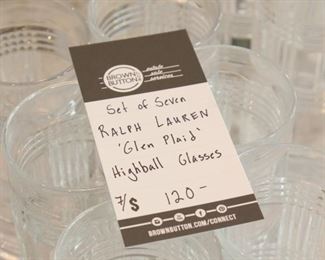 BROWN BUTTON
estate
sale
services
Set of Seven
RALPH LAUREN
'Glen Plaid'
Highball Glasses
7/$ 120-
BROWNBUTTON.COM/CONNECT